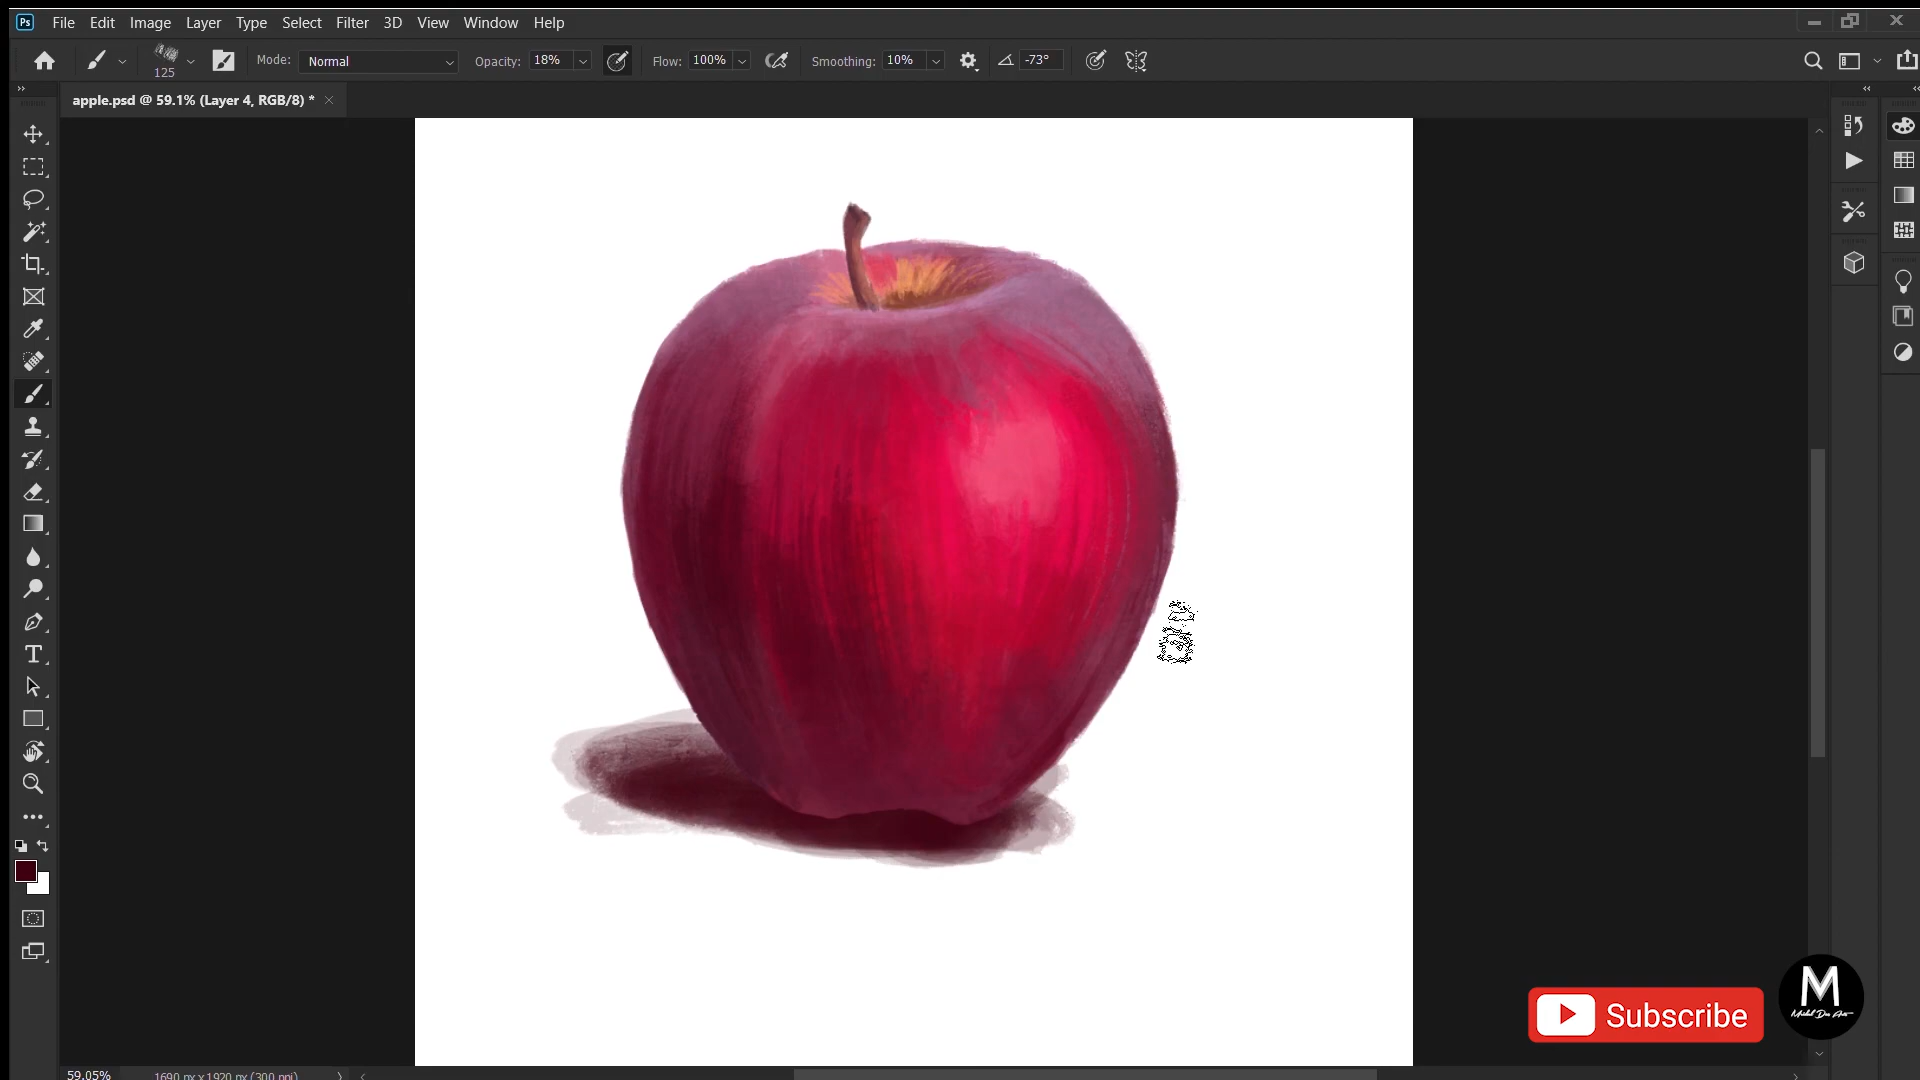 Ps File Edit Image Layer Type Select Filter 3D View Window Help
125 Mode: Normal Opacity: 18% Flow: 100% Smoothing: 10% -73°
apple.psd @ 59.1% (Layer 4, RGB/8) *
T
Subscribe
M
59.05% 1690 px x 1920 px (300 ppi)